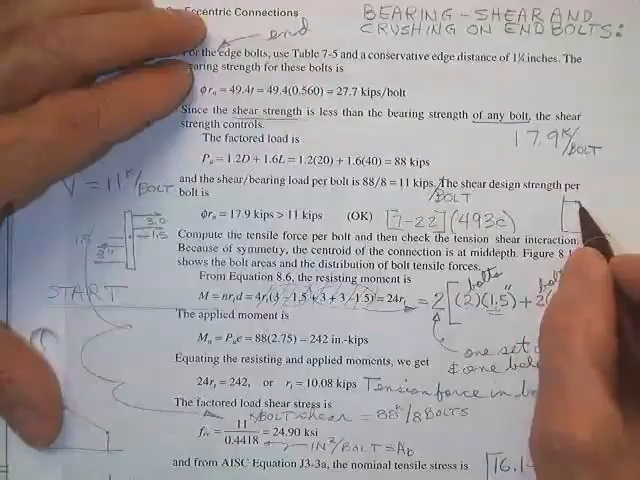 Eccentric Connections
BEARING - SHEAR AND
CRUSHING ON END BOLTS:
end
For the edge bolts, use Table 7-5 and a conservative edge distance of 1¼ inches. The
bearing strength for these bolts is
ϕrₙ = 49.4t = 49.4(0.560) = 27.7 kips/bolt
Since the shear strength is less than the bearing strength of any bolt, the shear
strength controls.
17.9 K/BOLT
The factored load is
Pᵤ = 1.2D + 1.6L = 1.2(20) + 1.6(40) = 88 kips
V = 11 K/BOLT
and the shear/bearing load per bolt is 88/8 = 11 kips. The shear design strength per
bolt is
/BOLT
ϕrₙ = 17.9 kips > 11 kips (OK) [7-22](493c)
3.0
1.5
1.5
3"
Compute the tensile force per bolt and then check the tension shear interaction.
Because of symmetry, the centroid of the connection is at middepth. Figure 8.1
shows the bolt areas and the distribution of bolt tensile forces.
From Equation 8.6, the resisting moment is
bolts
START
M = nrₜd = 4rₜ(3 - 1.5 + 3 + 3 - 1.5) = 24rₜ = 2[(2)(1.5") + 2(
The applied moment is
Mᵤ = Pᵤe = 88(2.75) = 242 in.-kips
one set
& one
Equating the resisting and applied moments, we get
24rₜ = 242, or rₜ = 10.08 kips Tension force in
The factored load shear stress is
K/BOLT shear = 88ᴷ/8 BOLTS
fᵣᵥ = 11/0.4418 = 24.90 ksi
IN²/BOLT = Ab
and from AISC Equation J3-3a, the nominal tensile stress is
[16.1-